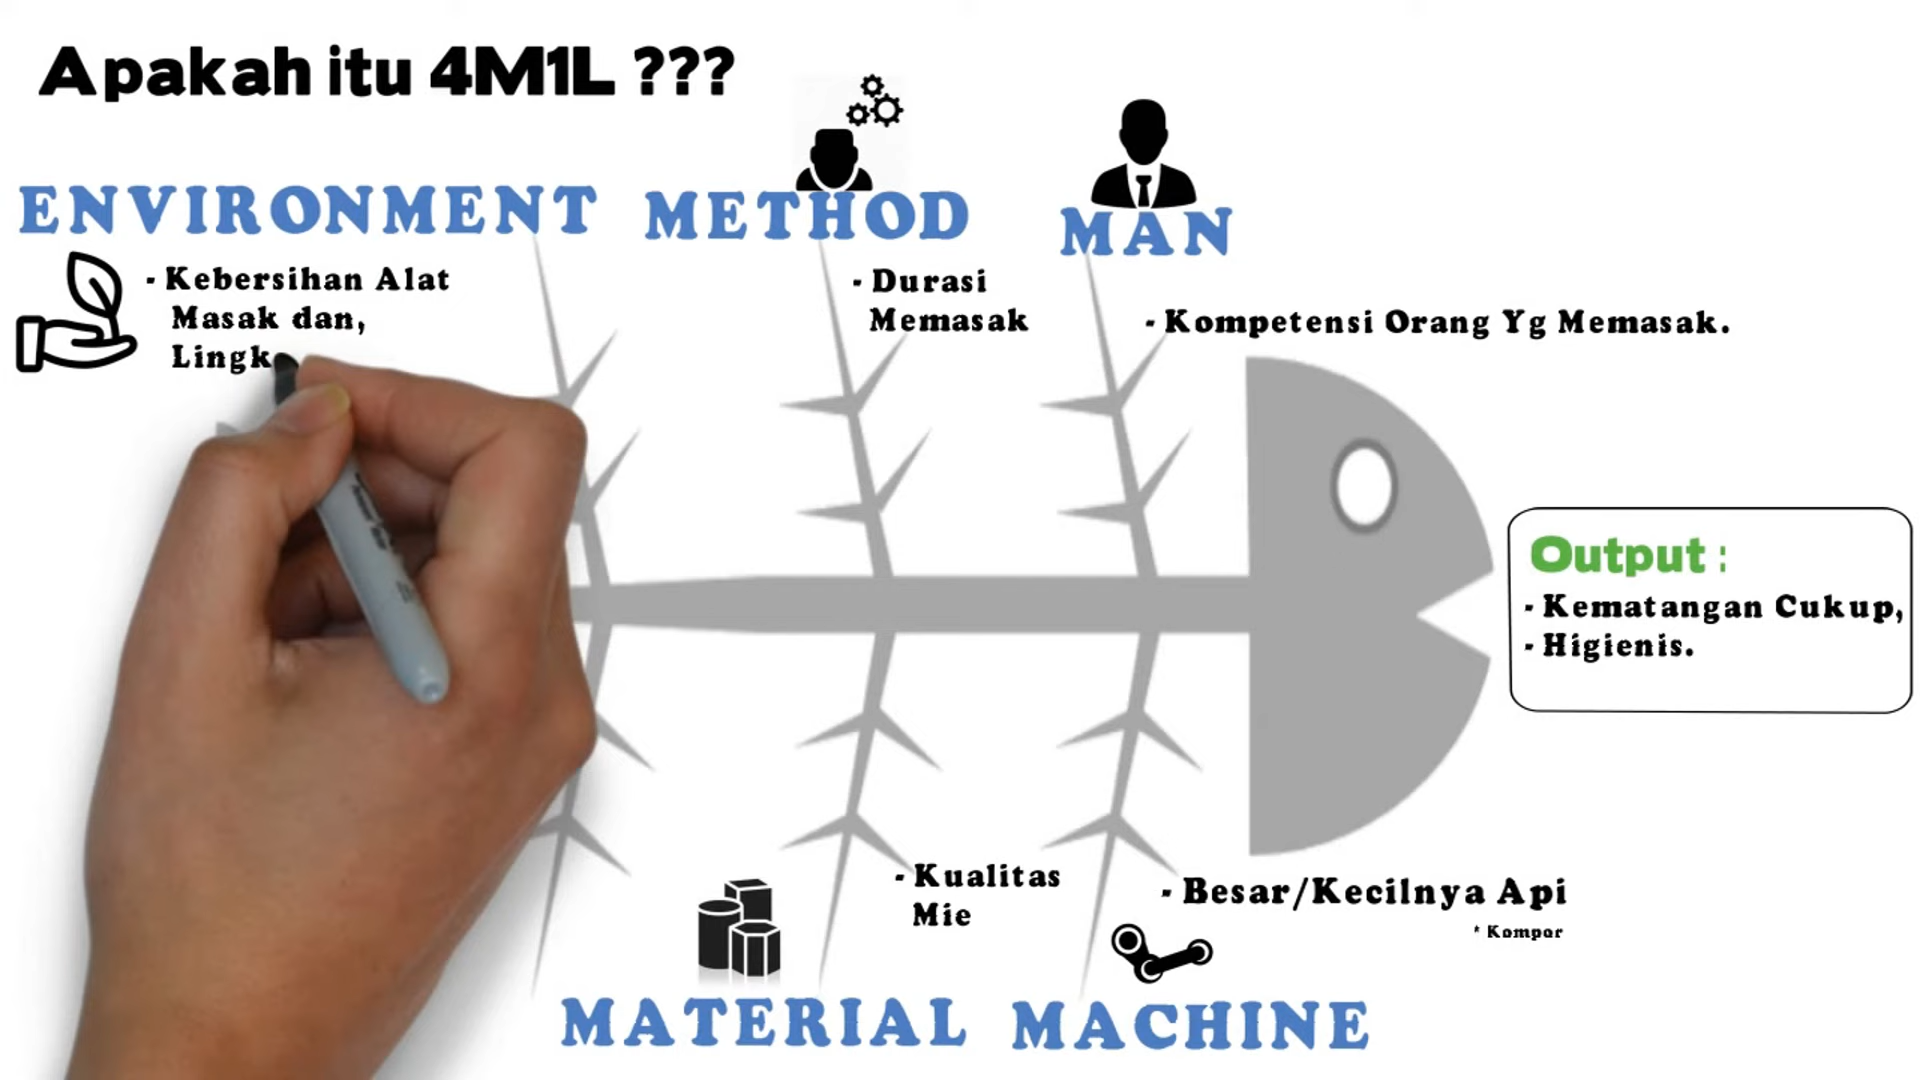 Apakah itu 4M1L ???
ENVIRONMENT
METHOD
MAN
- Kebersihan Alat
Masak dan,
Lingk
- Durasi
Memasak
- Kompetensi Orang Yg Memasak.
Output :
- Kematangan Cukup,
- Higienis.
- Kualitas
Mie
- Besar/Kecilnya Api
* Kompor
MATERIAL
MACHINE